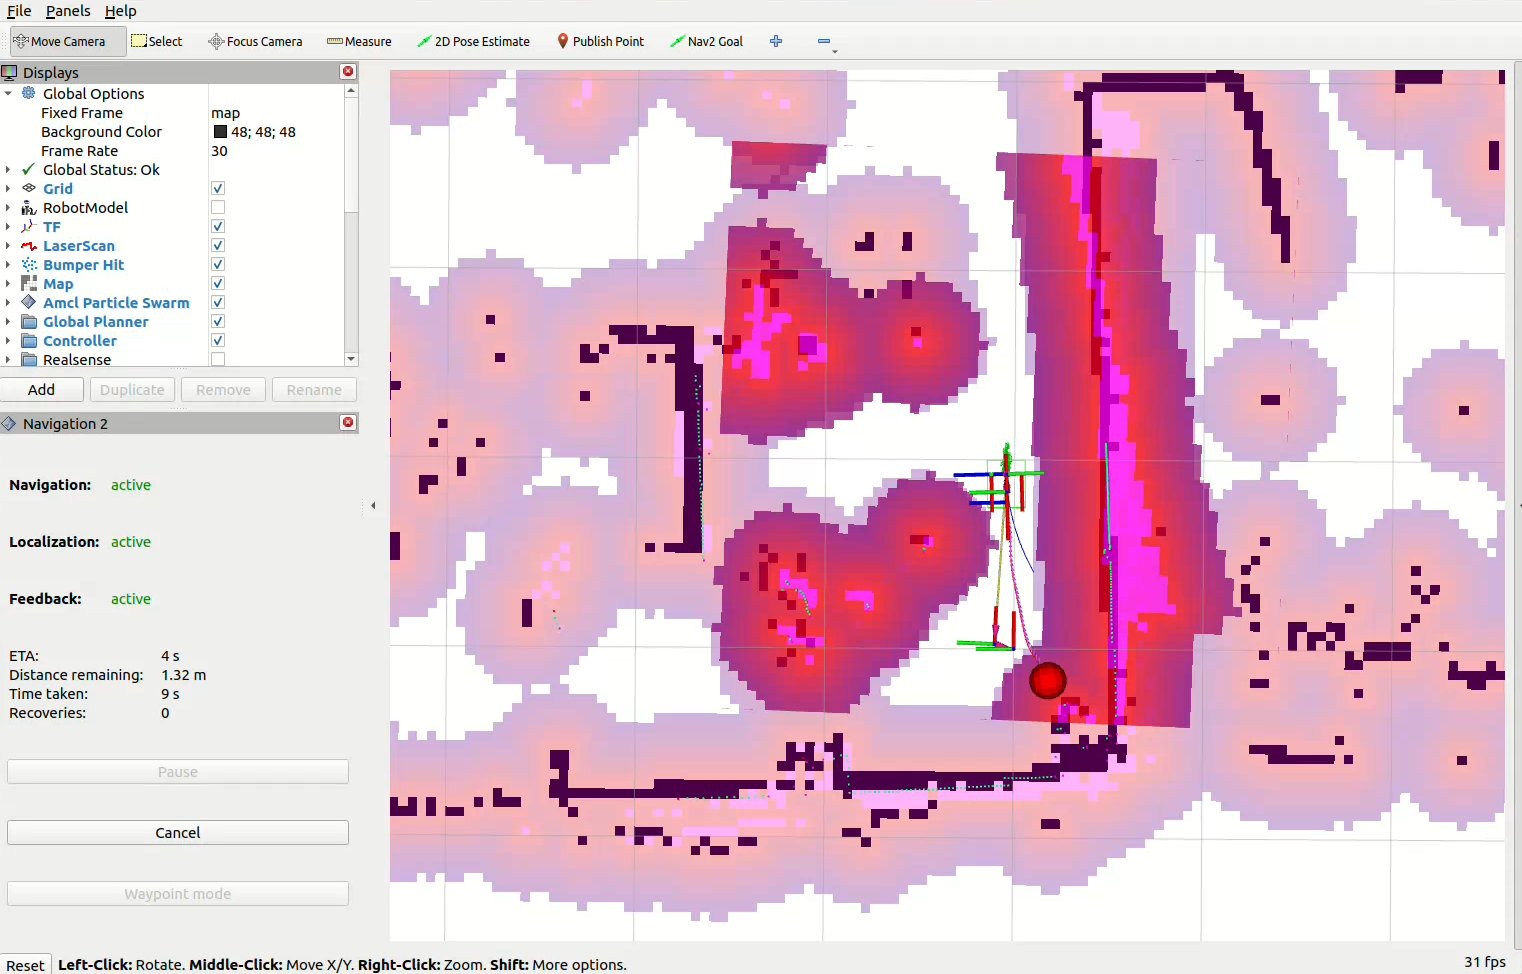 File Panels Help
Move Camera Select Focus Camera Measure 2D Pose Estimate Publish Point Nav2 Goal
Displays
Global Options
Fixed Frame map
Background Color 48; 48; 48
Frame Rate 30
Global Status: Ok
Grid
RobotModel
TF
LaserScan
Bumper Hit
Map
Amcl Particle Swarm
Global Planner
Controller
Realsense
Add Duplicate Remove Rename
Navigation 2
Navigation: active
Localization: active
Feedback: active
ETA: 4 s
Distance remaining: 1.32 m
Time taken: 9 s
Recoveries: 0
Pause
Cancel
Waypoint mode
Reset Left-Click: Rotate. Middle-Click: Move X/Y. Right-Click: Zoom. Shift: More options. 31 fps